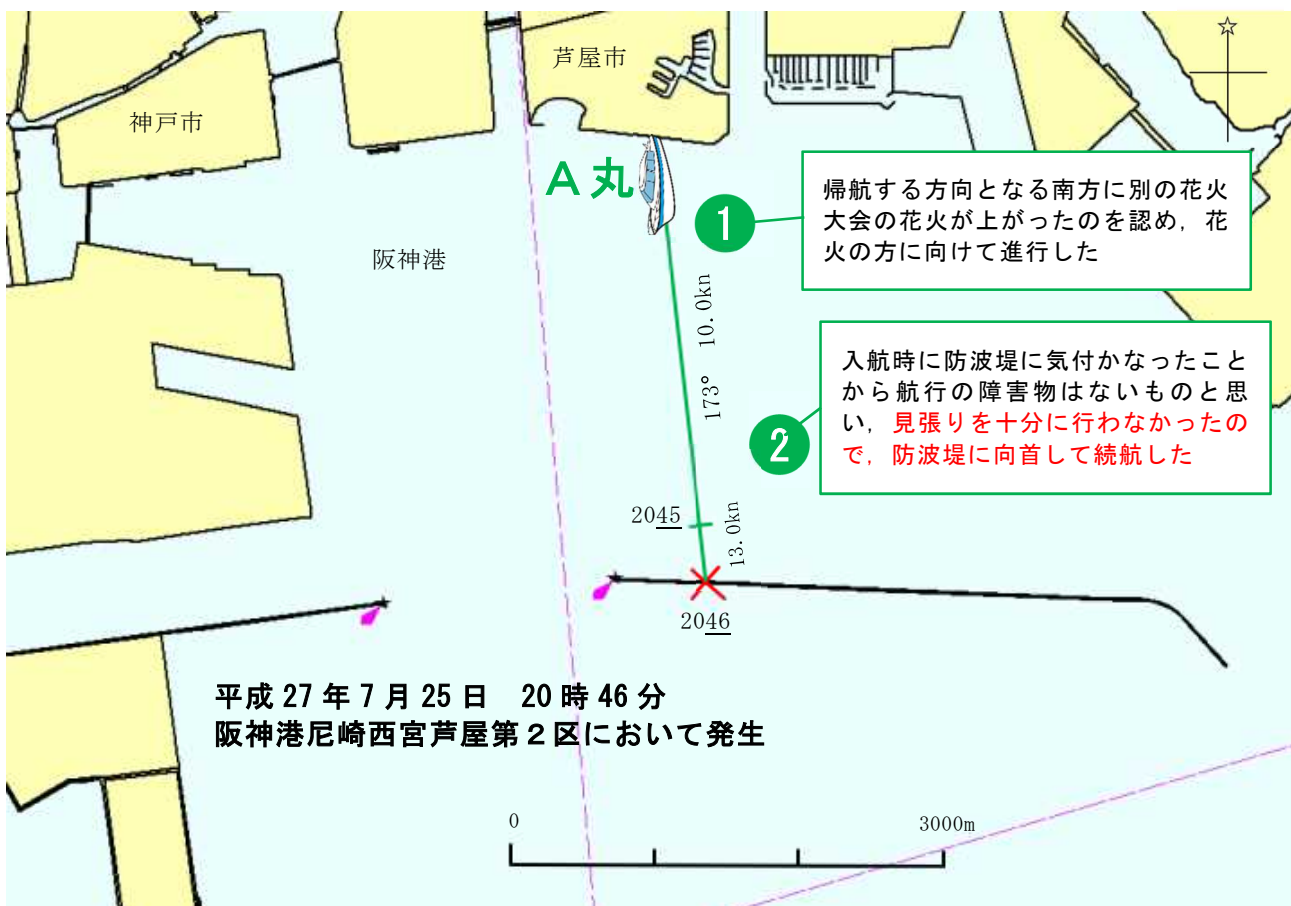 芦屋市
神戸市
A丸
阪神港
1
帰航する方向となる南方に別の花火
大会の花火が上がったのを認め，花
火の方に向けて進行した
10.0kn
173°
2
入航時に防波堤に気付かなったこと
から航行の障害物はないものと思
い，見張りを十分に行わなかったの
で，防波堤に向首して続航した
2045
13.0kn
2046
平成27年7月25日　20時46分
阪神港尼崎西宮芦屋第２区において発生
0
3000m